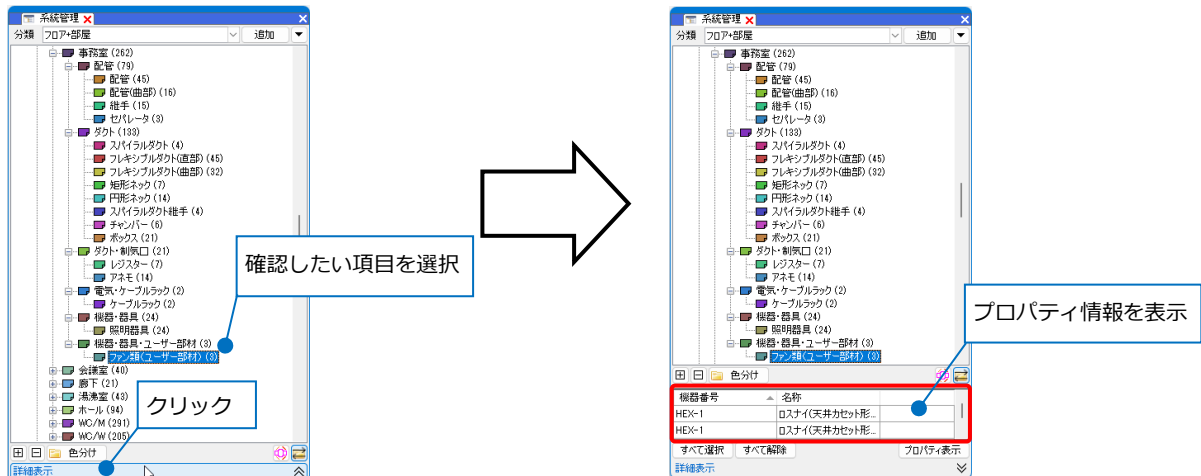 系統管理
分類 フロア+部屋 追加
事務室 (262)
配管 (79)
配管 (45)
配管(曲部) (16)
継手 (15)
セパレータ (3)
ダクト (133)
スパイラルダクト (4)
フレキシブルダクト(直部) (45)
フレキシブルダクト(曲部) (32)
矩形ネック (7)
円形ネック (14)
スパイラルダクト継手 (4)
チャンバー (6)
ボックス (21)
ダクト・制気口 (21)
レジスター (7)
アネモ (14)
電気・ケーブルラック (2)
ケーブルラック (2)
機器・器具 (24)
照明器具 (24)
機器・器具・ユーザー部材 (3)
ファン類(ユーザー部材) (3)
会議室 (40)
廊下 (21)
湯沸室 (43)
ホール (94)
WC/M (291)
WC/W (205)
色分け
詳細表示
確認したい項目を選択
クリック
系統管理
分類 フロア+部屋 追加
事務室 (262)
配管 (79)
配管 (45)
配管(曲部) (16)
継手 (15)
セパレータ (3)
ダクト (133)
スパイラルダクト (4)
フレキシブルダクト(直部) (45)
フレキシブルダクト(曲部) (32)
矩形ネック (7)
円形ネック (14)
スパイラルダクト継手 (4)
チャンバー (6)
ボックス (21)
ダクト・制気口 (21)
レジスター (7)
アネモ (14)
電気・ケーブルラック (2)
ケーブルラック (2)
機器・器具 (24)
照明器具 (24)
機器・器具・ユーザー部材 (3)
ファン類(ユーザー部材) (3)
色分け
機器番号 名称
HEX-1 ロスナイ(天井カセット形...
HEX-1 ロスナイ(天井カセット形...
すべて選択 すべて解除 プロパティ表示
詳細表示
プロパティ情報を表示